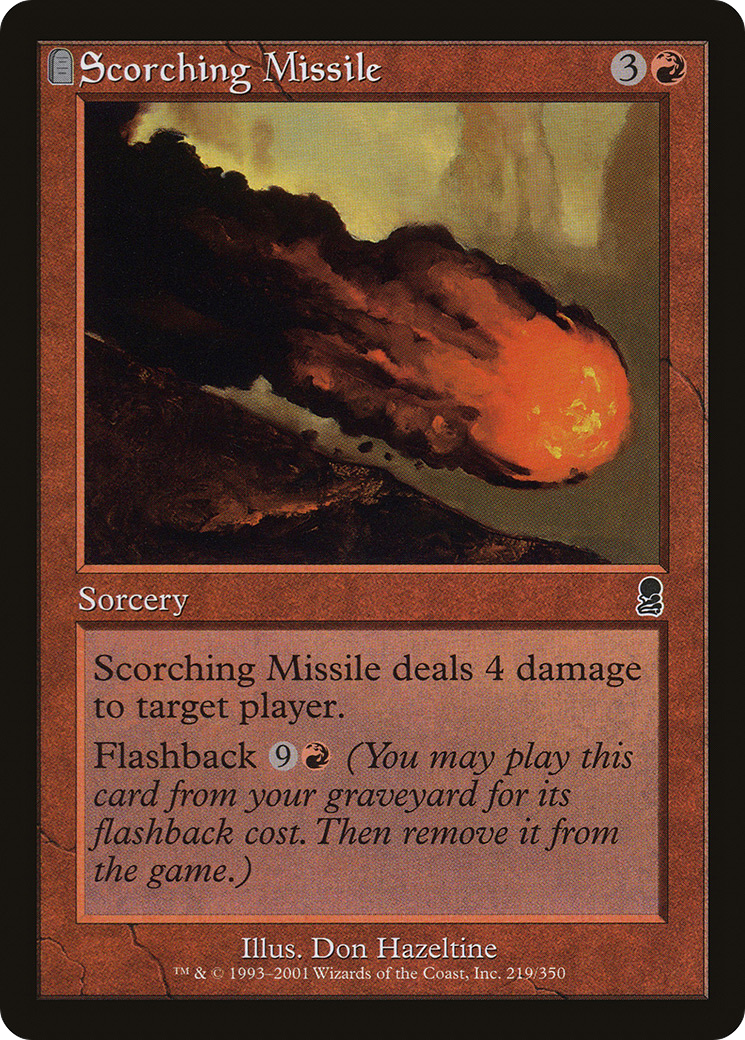 Scorching Missile 3
Sorcery
Scorching Missile deals 4 damage
to target player.
Flashback 9 (You may play this
card from your graveyard for its
flashback cost. Then remove it from
the game.)
Illus. Don Hazeltine
™ & © 1993–2001 Wizards of the Coast, Inc. 219/350